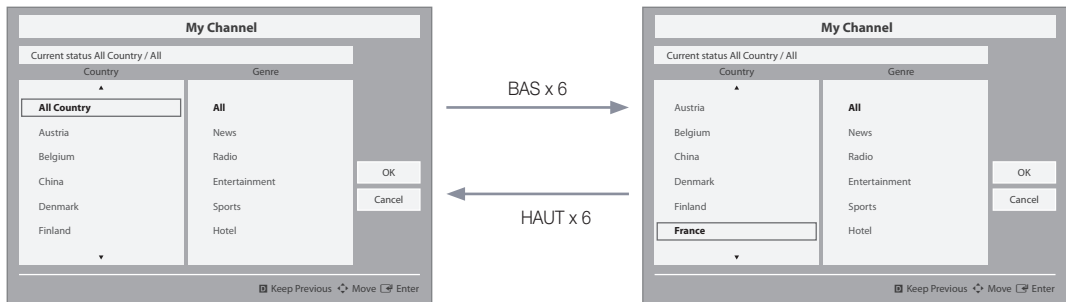 My Channel
Current status All Country / All
Country Genre
All Country All
Austria News
Belgium Radio
China Entertainment
Denmark Sports
Finland Hotel
OK
Cancel
D Keep Previous Move Enter
BAS x 6
HAUT x 6
My Channel
Current status All Country / All
Country Genre
Austria All
Belgium News
China Radio
Denmark Entertainment
Finland Sports
France Hotel
OK
Cancel
D Keep Previous Move Enter